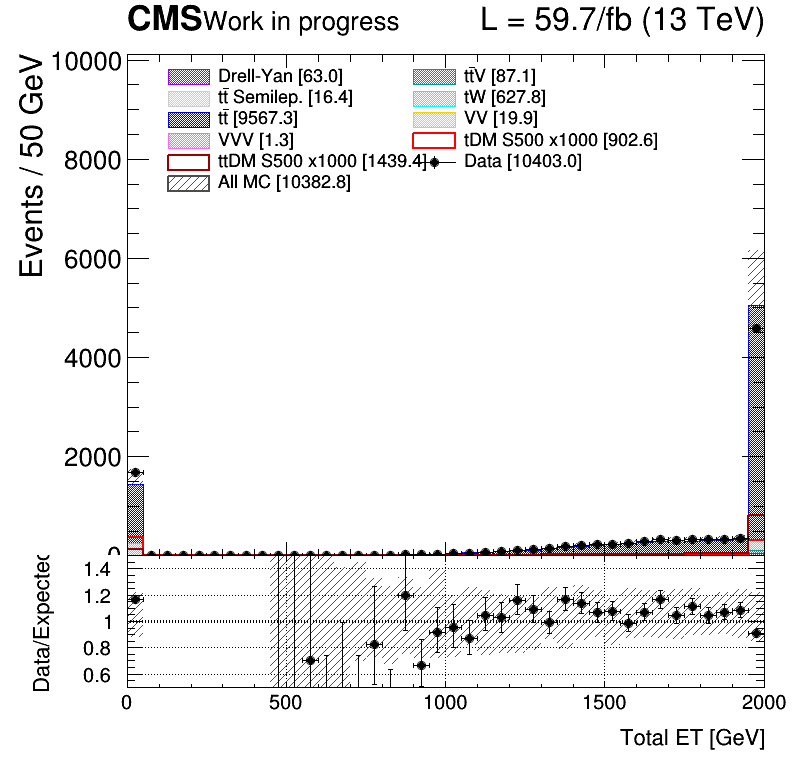 CMS Work in progress L = 59.7/fb (13 TeV)
Events / 50 GeV
10000
8000
6000
4000
2000
0
Drell-Yan [63.0] tt̄V [87.1]
tt̄ Semilep. [16.4] tW [627.8]
tt̄ [9567.3] VV [19.9]
VVV [1.3] tDM S500 x1000 [902.6]
ttDM S500 x1000 [1439.4] Data [10403.0]
All MC [10382.8]
Data/Expected
1.4
1.2
1
0.8
0.6
0 500 1000 1500 2000
Total ET [GeV]